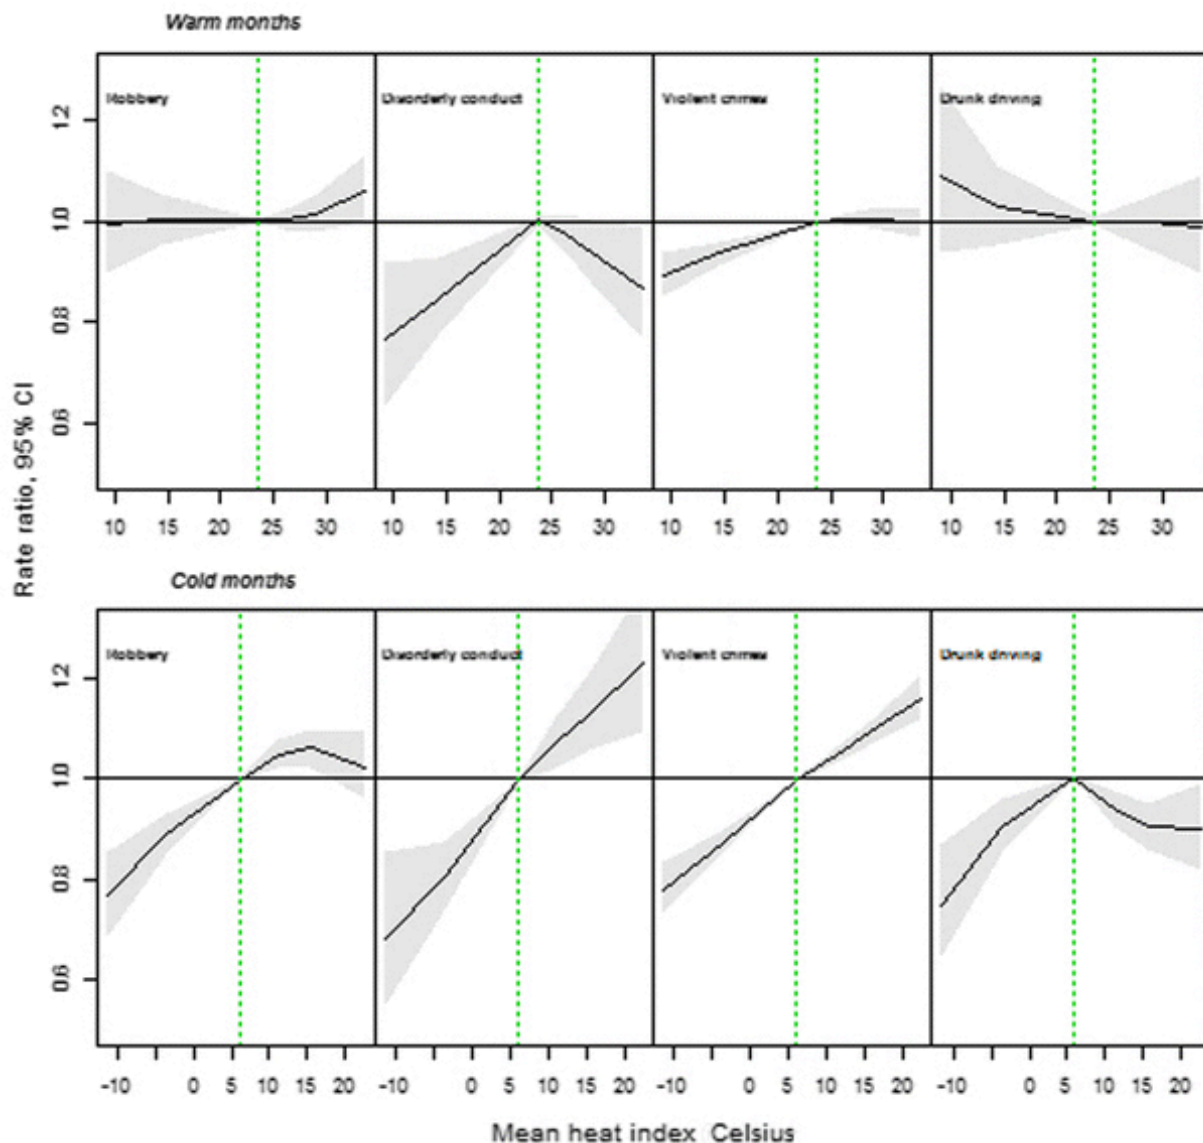 Warm months
Robbery Disorderly conduct Violent crimes Drunk driving
1.2
1.0
0.8
0.6
10 15 20 25 30 10 15 20 25 30 10 15 20 25 30 10 15 20 25 30
Rate ratio, 95% CI
Cold months
Robbery Disorderly conduct Violent crimes Drunk driving
1.2
1.0
0.8
0.6
-10 0 5 10 15 20 -10 0 5 10 15 20 -10 0 5 10 15 20 -10 0 5 10 15 20
Mean heat index Celsius